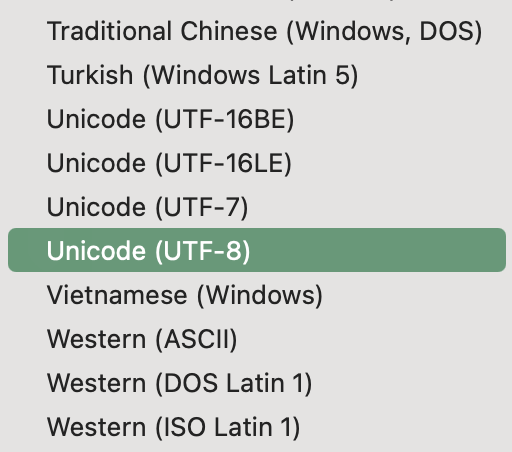 Traditional Chinese (Windows, DOS)
Turkish (Windows Latin 5)
Unicode (UTF-16BE)
Unicode (UTF-16LE)
Unicode (UTF-7)
Unicode (UTF-8)
Vietnamese (Windows)
Western (ASCII)
Western (DOS Latin 1)
Western (ISO Latin 1)